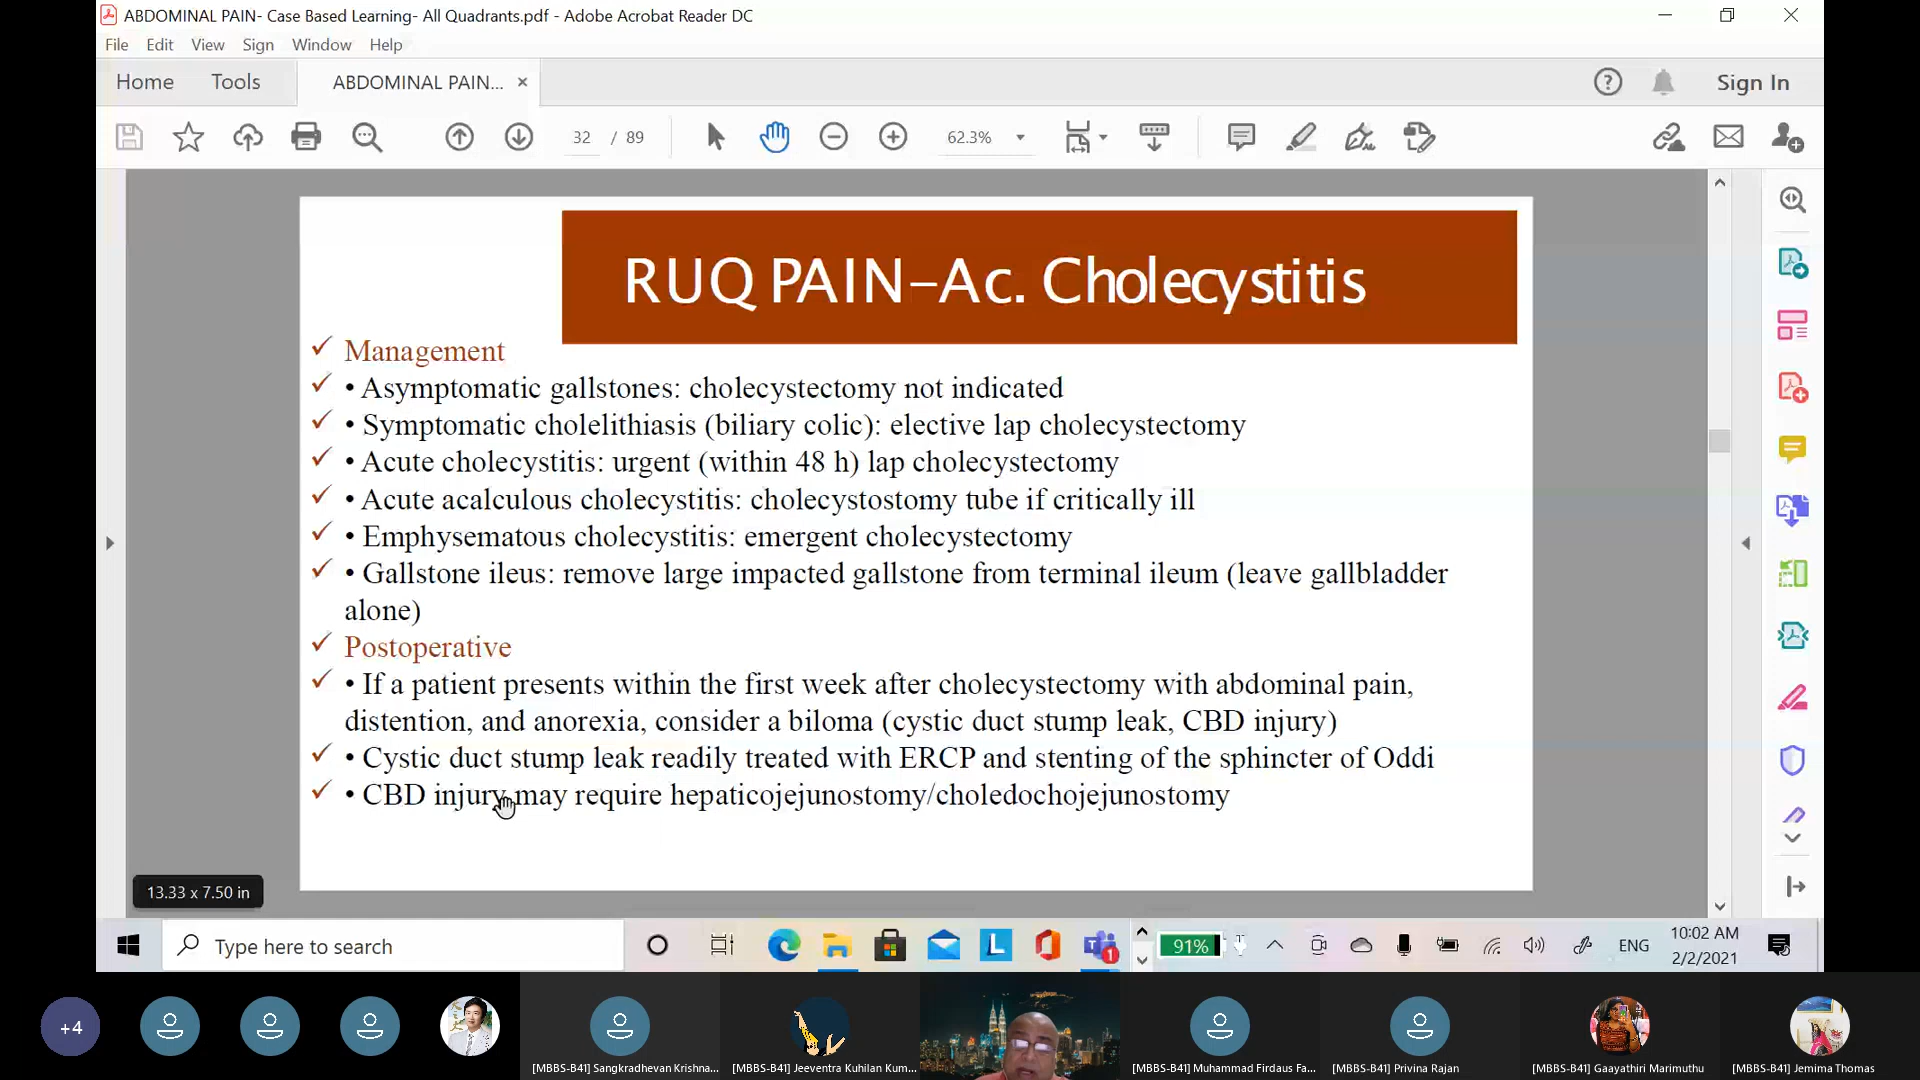 ABDOMINAL PAIN- Case Based Learning- All Quadrants.pdf - Adobe Acrobat Reader DC
File Edit View Sign Window Help
Home Tools ABDOMINAL PAIN... × Sign In
32 / 89 62.3%
RUQ PAIN–Ac. Cholecystitis
✓ Management
✓ • Asymptomatic gallstones: cholecystectomy not indicated
✓ • Symptomatic cholelithiasis (biliary colic): elective lap cholecystectomy
✓ • Acute cholecystitis: urgent (within 48 h) lap cholecystectomy
✓ • Acute acalculous cholecystitis: cholecystostomy tube if critically ill
✓ • Emphysematous cholecystitis: emergent cholecystectomy
✓ • Gallstone ileus: remove large impacted gallstone from terminal ileum (leave gallbladder
alone)
✓ Postoperative
✓ • If a patient presents within the first week after cholecystectomy with abdominal pain,
distention, and anorexia, consider a biloma (cystic duct stump leak, CBD injury)
✓ • Cystic duct stump leak readily treated with ERCP and stenting of the sphincter of Oddi
✓ • CBD injury may require hepaticojejunostomy/choledochojejunostomy
13.33 x 7.50 in
Type here to search
L
1
91%
ENG
10:02 AM
2/2/2021
+4
[MBBS-B41] Sangkradhevan Krishna...
[MBBS-B41] Jeeventra Kuhilan Kum...
[MBBS-B41] Muhammad Firdaus Fa...
[MBBS-B41] Privina Rajan
[MBBS-B41] Gaayathiri Marimuthu
[MBBS-B41] Jemima Thomas